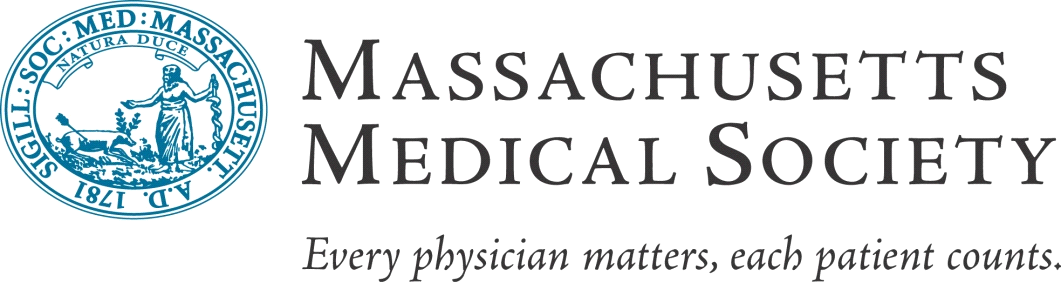 SIGILL: SOC: MED: MASSACHUSETT. A.D. 1781
NATURA DUCE
MASSACHUSETTS
MEDICAL SOCIETY
Every physician matters, each patient counts.